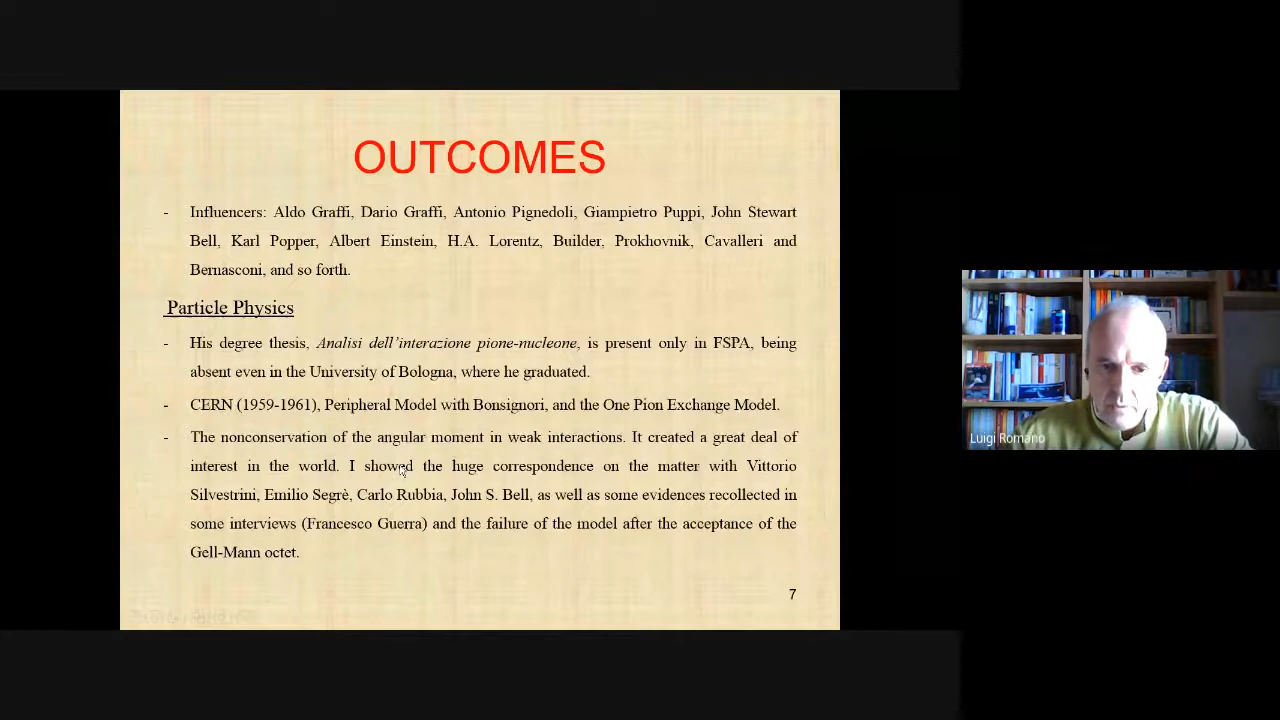 OUTCOMES
- Influencers: Aldo Graffi, Dario Graffi, Antonio Pignedoli, Giampietro Puppi, John Stewart
Bell, Karl Popper, Albert Einstein, H.A. Lorentz, Builder, Prokhovnik, Cavalleri and
Bernasconi, and so forth.
Particle Physics
- His degree thesis, Analisi dell’interazione pione-nucleone, is present only in FSPA, being
absent even in the University of Bologna, where he graduated.
- CERN (1959-1961), Peripheral Model with Bonsignori, and the One Pion Exchange Model.
- The nonconservation of the angular moment in weak interactions. It created a great deal of
interest in the world. I showed the huge correspondence on the matter with Vittorio
Silvestrini, Emilio Segrè, Carlo Rubbia, John S. Bell, as well as some evidences recollected in
some interviews (Francesco Guerra) and the failure of the model after the acceptance of the
Gell-Mann octet.
7
Luigi Romano